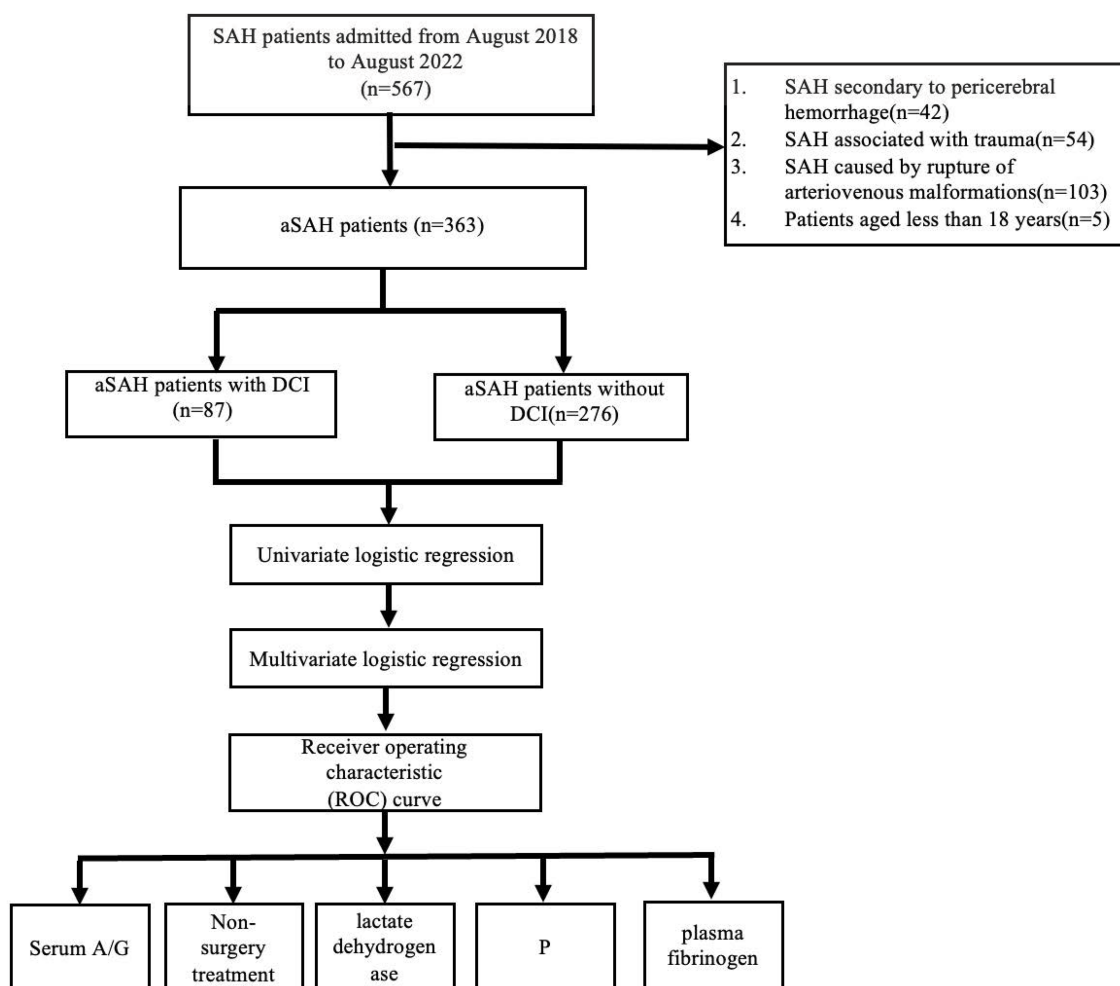 SAH patients admitted from August 2018
to August 2022
(n=567)
1. SAH secondary to pericerebral
hemorrhage(n=42)
2. SAH associated with trauma(n=54)
3. SAH caused by rupture of
arteriovenous malformations(n=103)
4. Patients aged less than 18 years(n=5)
aSAH patients (n=363)
aSAH patients with DCI
(n=87)
aSAH patients without
DCI(n=276)
Univariate logistic regression
Multivariate logistic regression
Receiver operating
characteristic
(ROC) curve
Serum A/G
Non-
surgery
treatment
lactate
dehydrogen
ase
P
plasma
fibrinogen